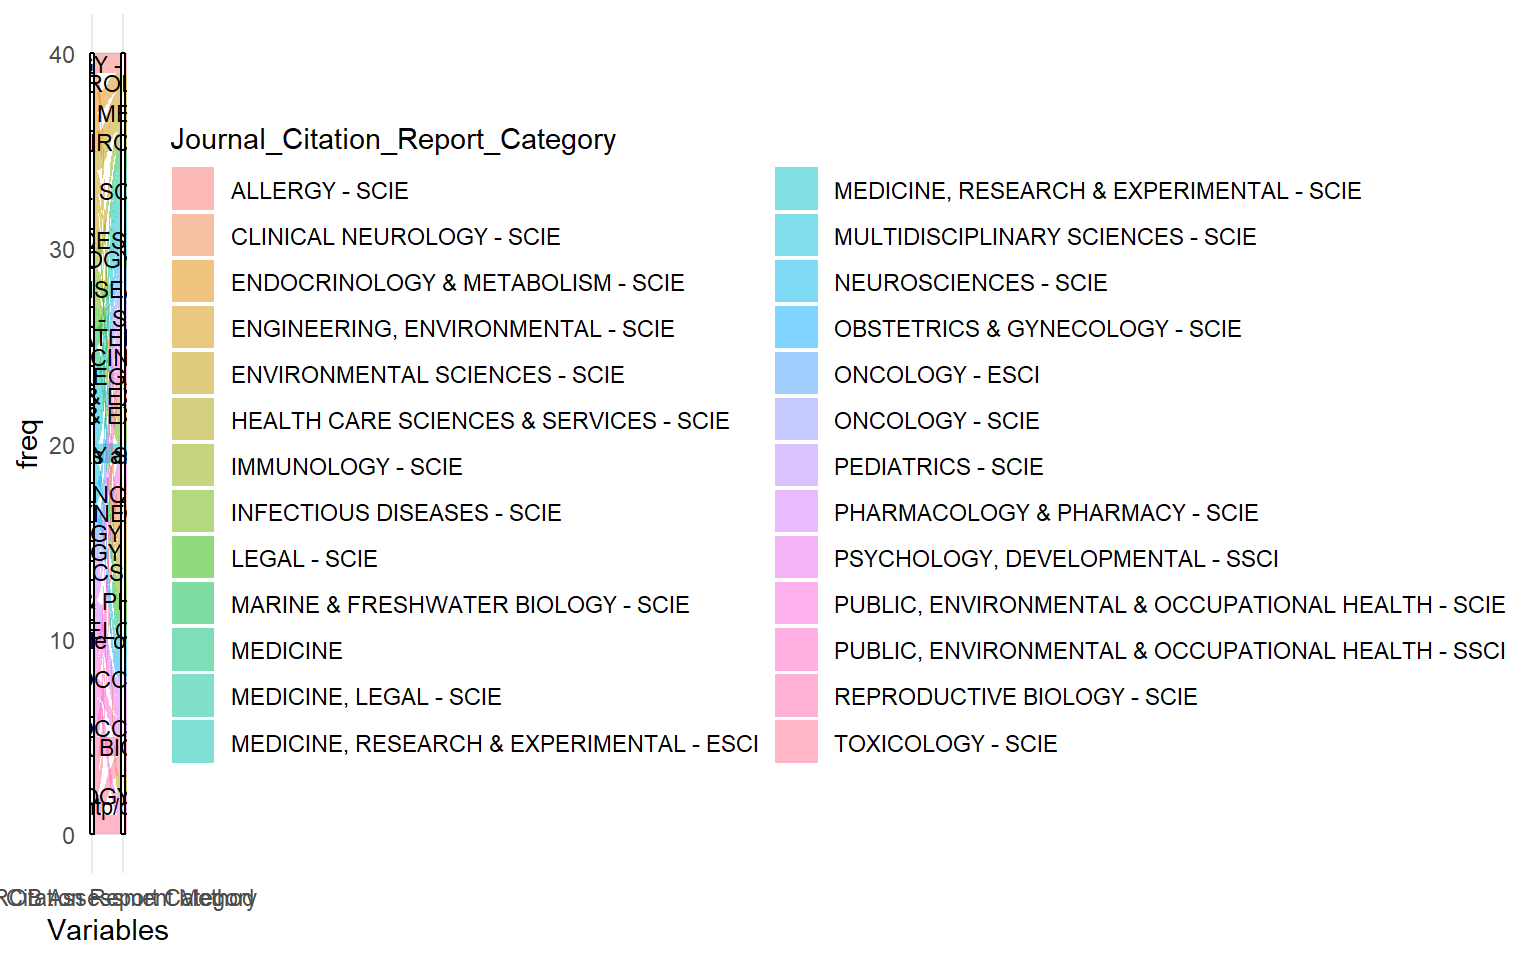 Journal_Citation_Report_Category
ALLERGY - SCIE
CLINICAL NEUROLOGY - SCIE
ENDOCRINOLOGY & METABOLISM - SCIE
ENGINEERING, ENVIRONMENTAL - SCIE
ENVIRONMENTAL SCIENCES - SCIE
HEALTH CARE SCIENCES & SERVICES - SCIE
IMMUNOLOGY - SCIE
INFECTIOUS DISEASES - SCIE
LEGAL - SCIE
MARINE & FRESHWATER BIOLOGY - SCIE
MEDICINE
MEDICINE, LEGAL - SCIE
MEDICINE, RESEARCH & EXPERIMENTAL - ESCI
MEDICINE, RESEARCH & EXPERIMENTAL - SCIE
MULTIDISCIPLINARY SCIENCES - SCIE
NEUROSCIENCES - SCIE
OBSTETRICS & GYNECOLOGY - SCIE
ONCOLOGY - ESCI
ONCOLOGY - SCIE
PEDIATRICS - SCIE
PHARMACOLOGY & PHARMACY - SCIE
PSYCHOLOGY, DEVELOPMENTAL - SSCI
PUBLIC, ENVIRONMENTAL & OCCUPATIONAL HEALTH - SCIE
PUBLIC, ENVIRONMENTAL & OCCUPATIONAL HEALTH - SSCI
REPRODUCTIVE BIOLOGY - SCIE
TOXICOLOGY - SCIE
freq
40
30
20
10
0
Variables